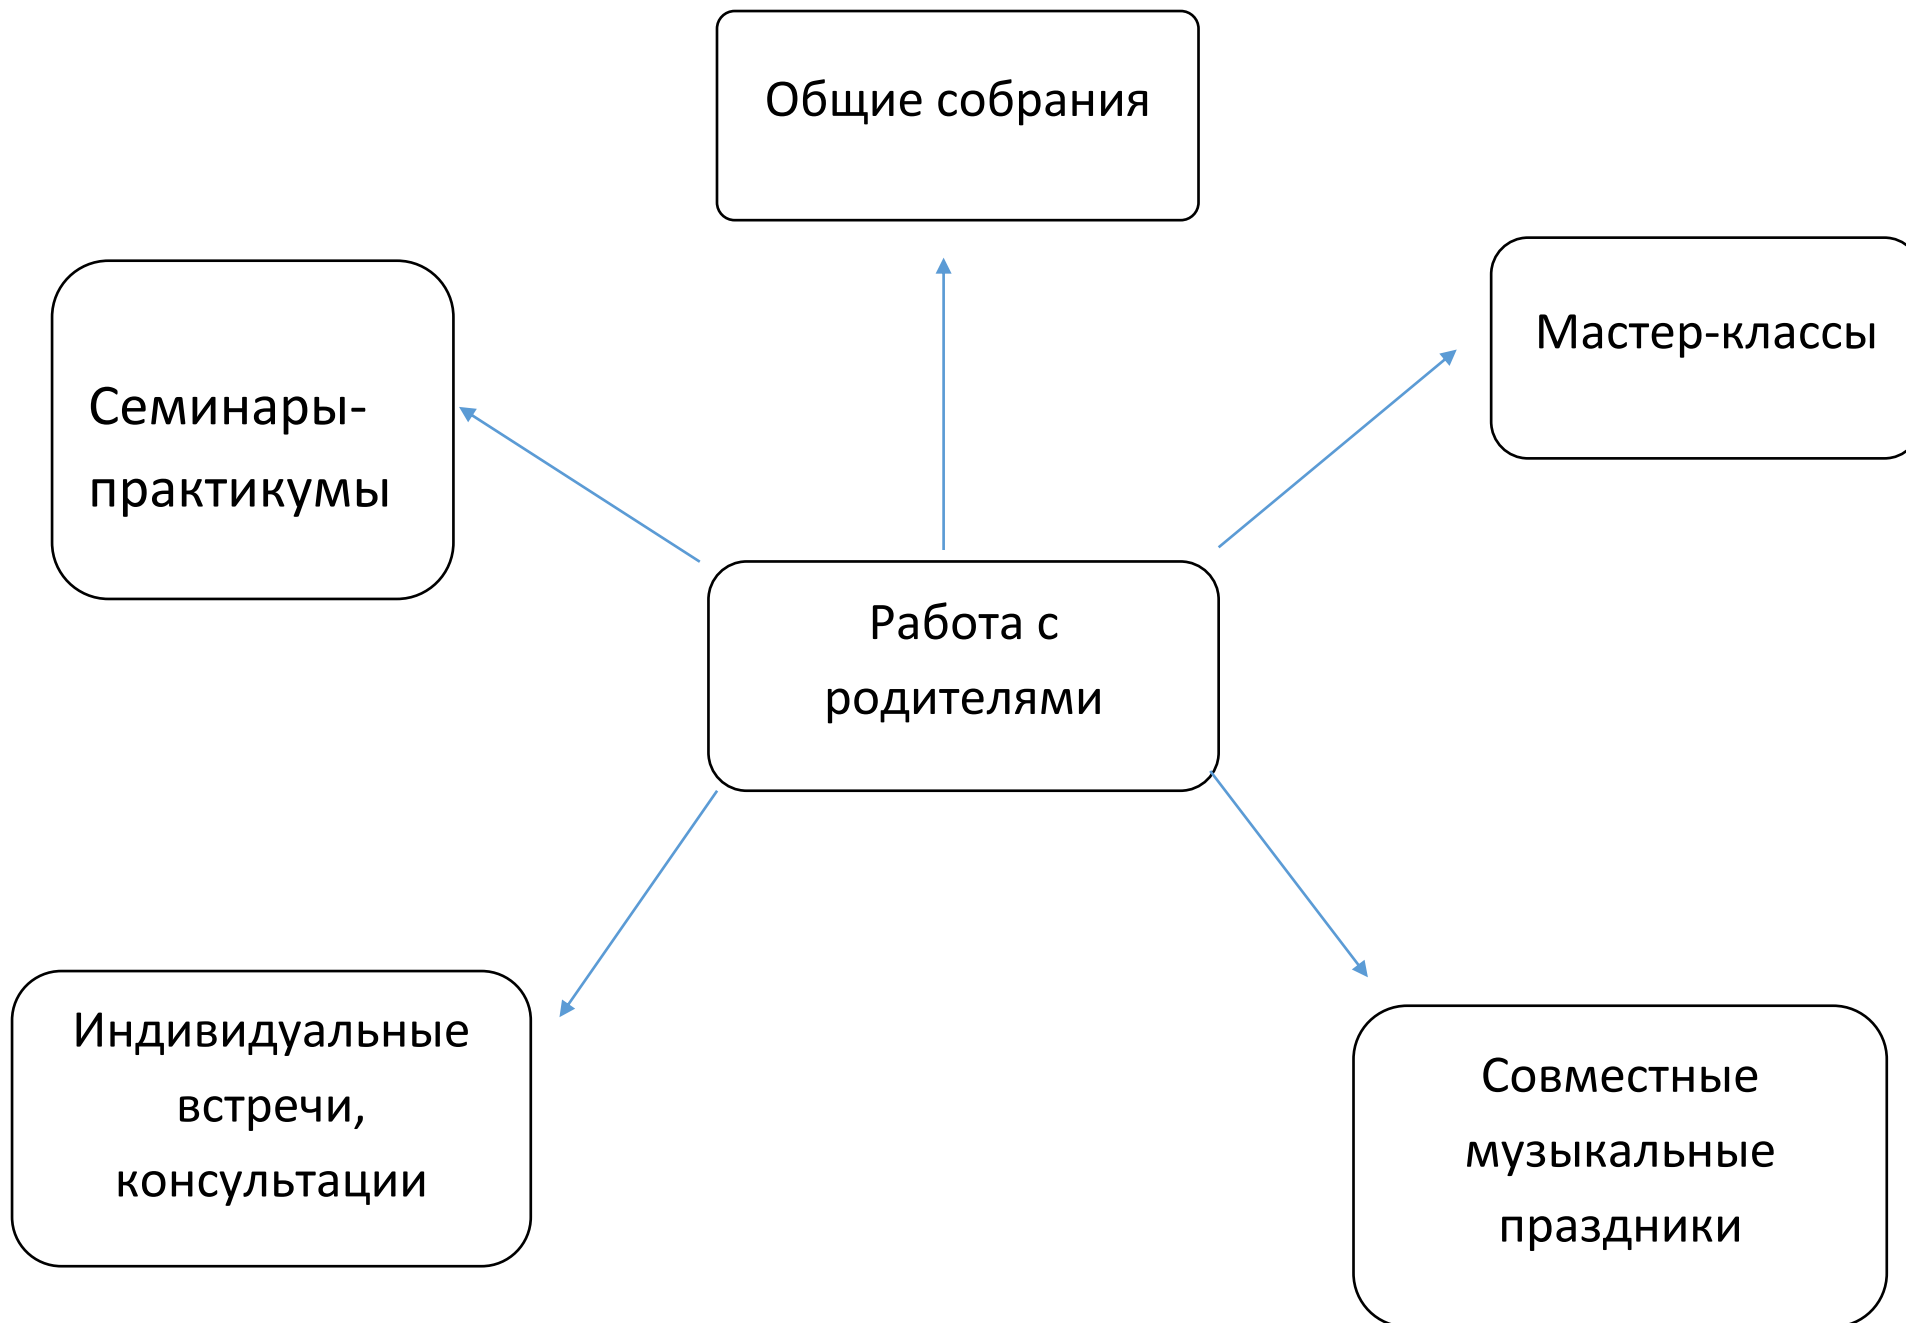 Общие собрания
Мастер-классы
Семинары-
практикумы
Работа с
родителями
Индивидуальные
встречи,
консультации
Совместные
музыкальные
праздники